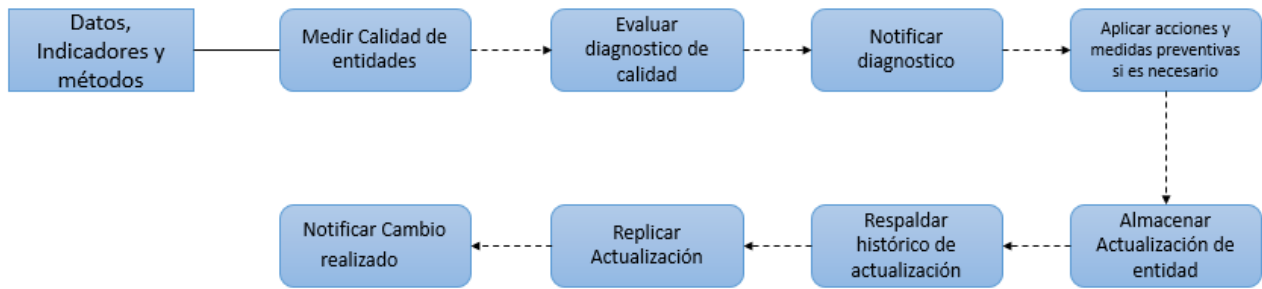 Datos,
Indicadores y
métodos
Medir Calidad de
entidades
Evaluar
diagnostico de
calidad
Notificar
diagnostico
Aplicar acciones y
medidas preventivas
si es necesario
Almacenar
Actualización de
entidad
Respaldar
histórico de
actualización
Replicar
Actualización
Notificar Cambio
realizado